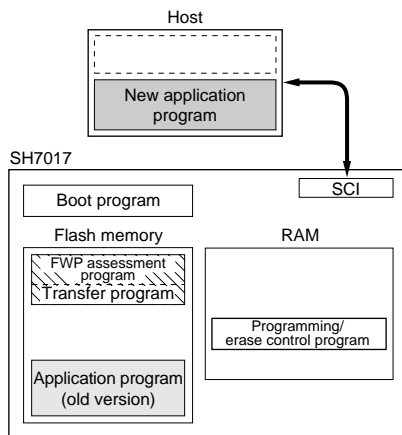 Host
New application
program
SH7017
SCI
Boot program
Flash memory
RAM
FWP assessment
program
Transfer program
Programming/
erase control program
Application program
(old version)